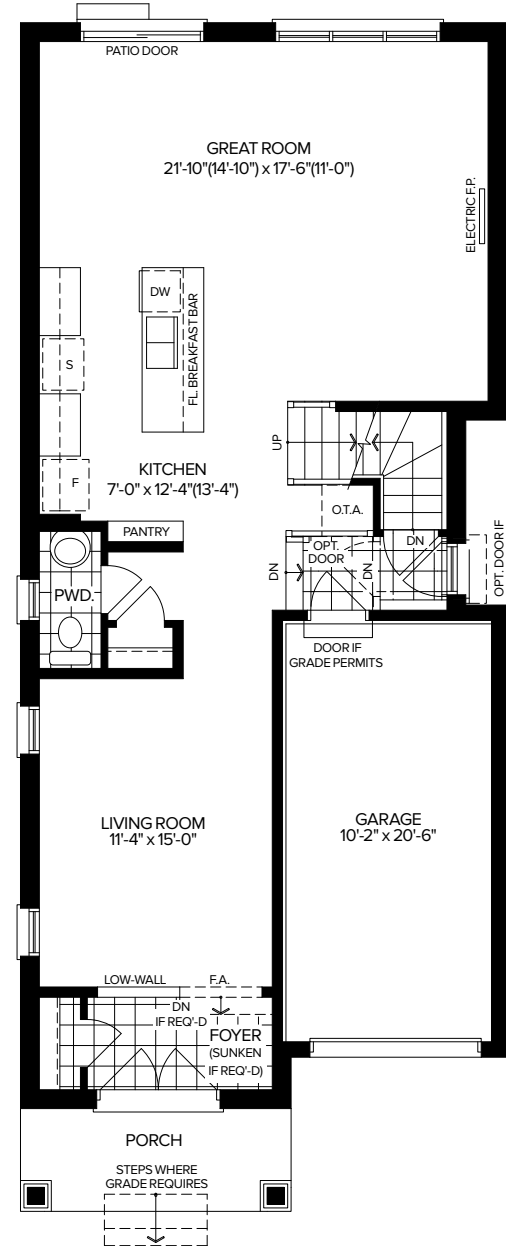 PATIO DOOR
GREAT ROOM
21'-10"(14'-10") x 17'-6"(11'-0")
ELECTRIC F.P.
DW
FL. BREAKFAST BAR
S
F
KITCHEN
7'-0" x 12'-4"(13'-4")
UP
O.T.A.
PANTRY
OPT.
DOOR
DN
DN
DN
OPT. DOOR IF
PWD.
DOOR IF
GRADE PERMITS
LIVING ROOM
11'-4" x 15'-0"
GARAGE
10'-2" x 20'-6"
LOW-WALL
F.A.
DN
IF REQ'-D
FOYER
(SUNKEN
IF REQ'-D)
PORCH
STEPS WHERE
GRADE REQUIRES